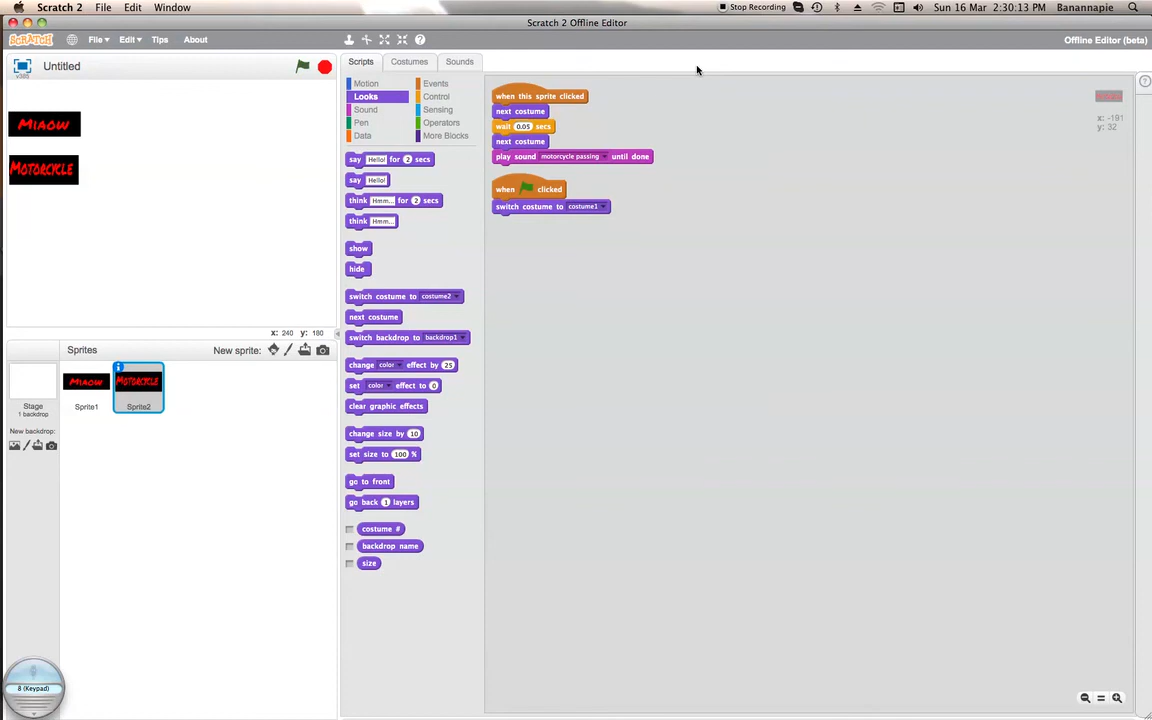 Scratch 2 File Edit Window Stop Recording Sun 16 Mar 2:30:13 PM Banannapie
Scratch 2 Offline Editor
SCRATCH File Edit Tips About Offline Editor (beta)
Untitled
v385
Scripts Costumes Sounds
Motion Events
Looks Control
Sound Sensing
Pen Operators
Data More Blocks
Miaow
Motorcycle
x: 240 y: 180
say Hello! for 2 secs
say Hello!
think Hmm... for 2 secs
think Hmm...
show
hide
switch costume to costume2
next costume
switch backdrop to backdrop1
change color effect by 25
set color effect to 0
clear graphic effects
change size by 10
set size to 100 %
go to front
go back 1 layers
costume #
backdrop name
size
when this sprite clicked
next costume
wait 0.05 secs
next costume
play sound motorcycle passing until done
when clicked
switch costume to costume1
x: -191
y: 32
Sprites New sprite:
Stage
1 backdrop
New backdrop:
Miaow
Sprite1
Motorcycle
Sprite2
8 (Keypad)